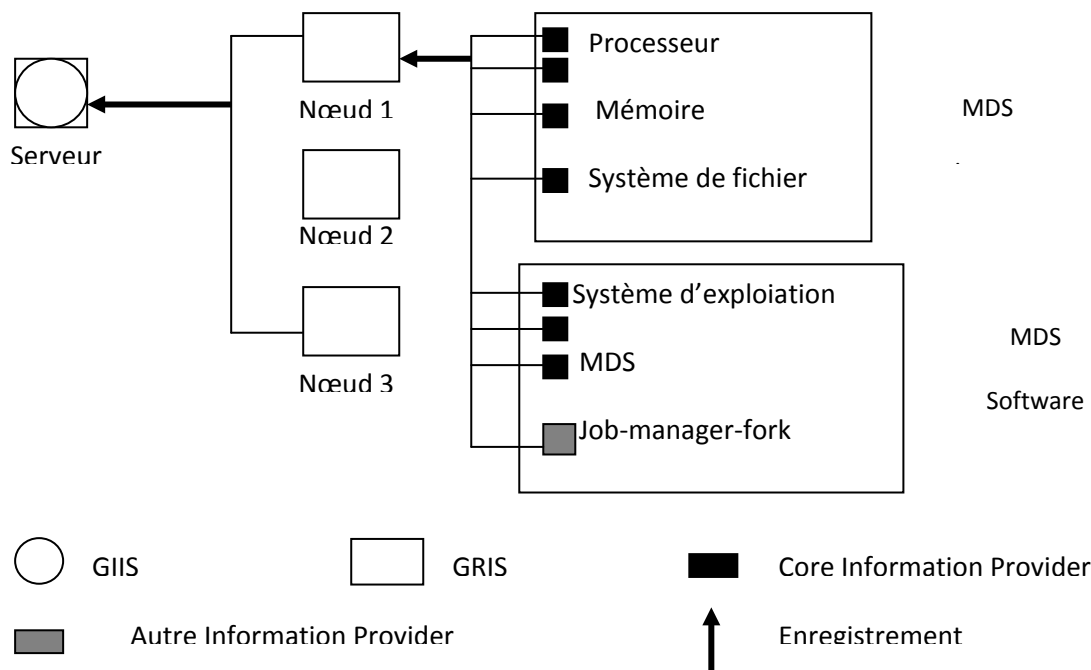 Processeur
Nœud 1
Mémoire
MDS
Serveur
Système de fichier
Nœud 2
Système d'exploiation
MDS
MDS
Nœud 3
Software
Job-manager-fork
GIIS
GRIS
Core Information Provider
Autre Information Provider
Enregistrement